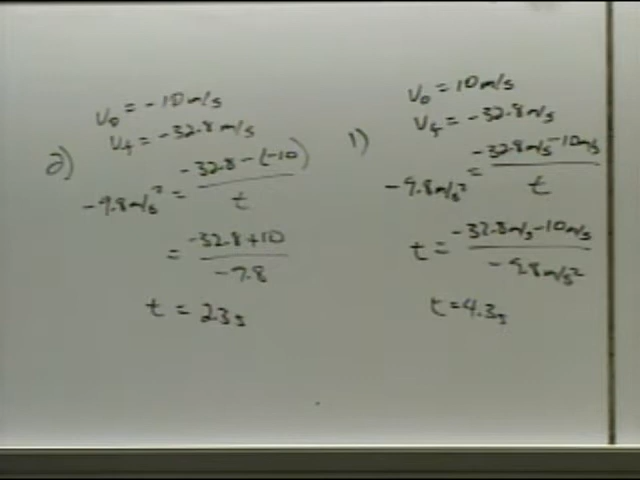 2)
v₀ = -10 m/s
v_f = -32.8 m/s
-9.8 m/s² = (-32.8 - (-10)) / t
= (-32.8 + 10) / -9.8
t = 2.3 s
1)
v₀ = 10 m/s
v_f = -32.8 m/s
-9.8 m/s² = (-32.8 m/s - 10 m/s) / t
t = (-32.8 m/s - 10 m/s) / -9.8 m/s²
t = 4.3 s